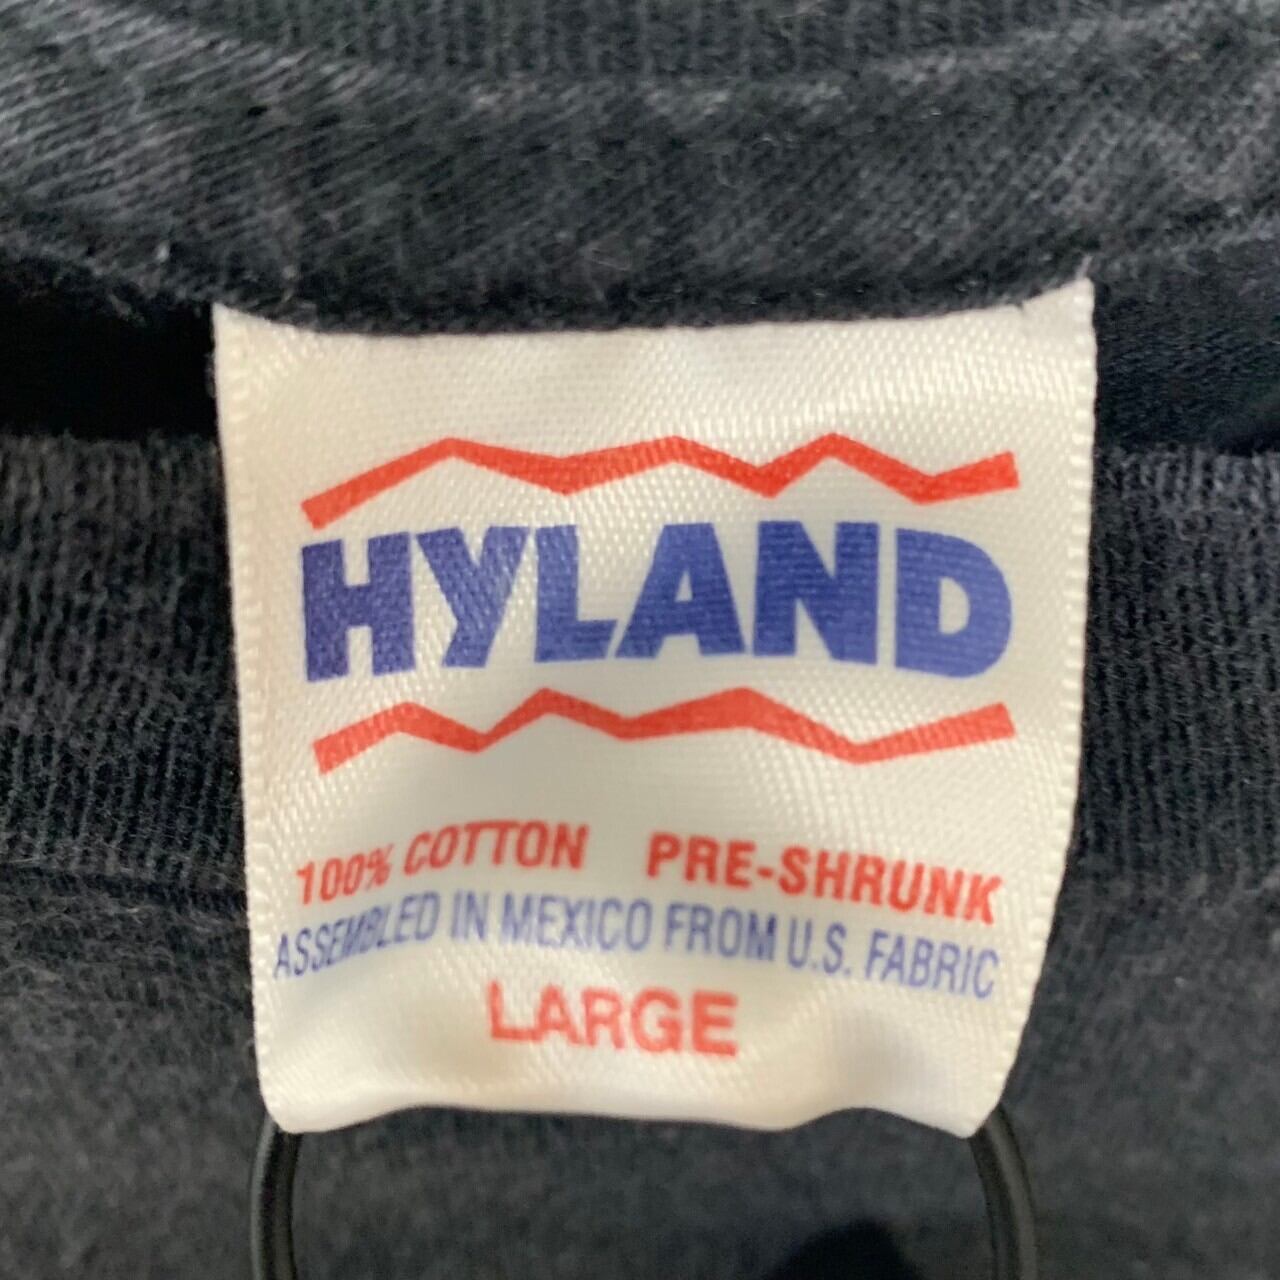 HYLAND
100% COTTON PRE-SHRUNK
ASSEMBLED IN MEXICO FROM U.S. FABRIC
LARGE